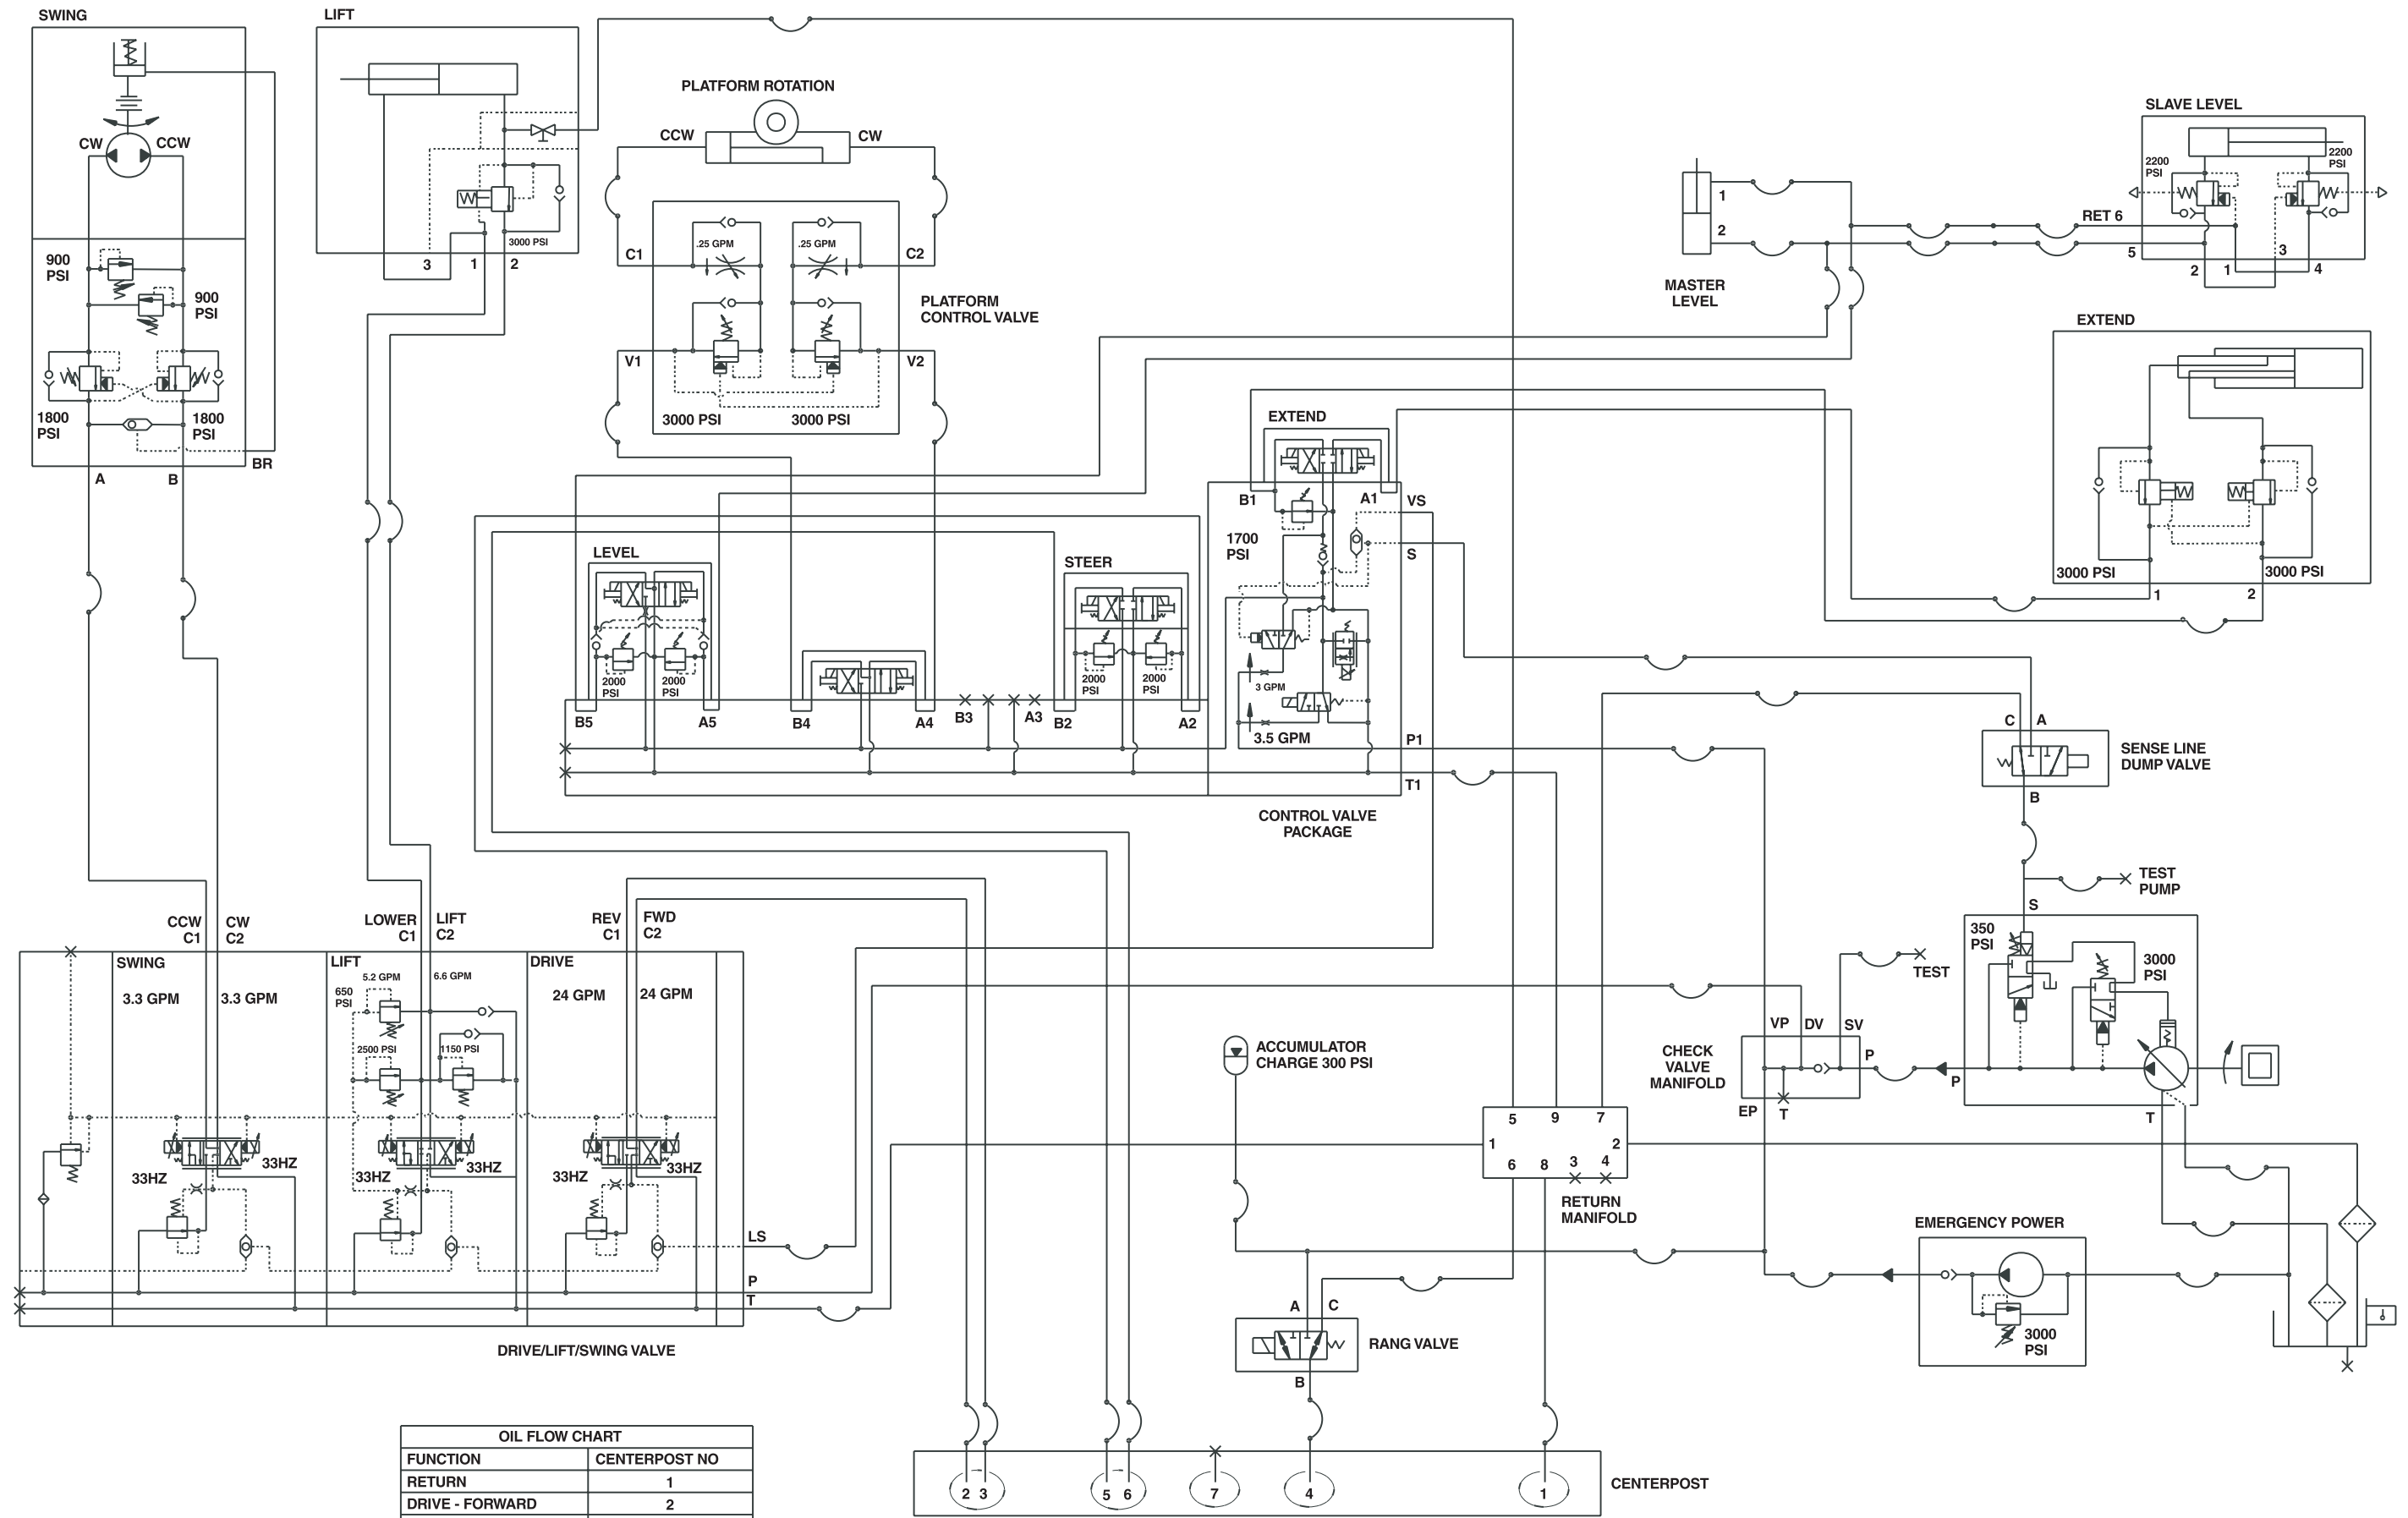 SWING
CW
CCW
900
PSI
900
PSI
1800
PSI
1800
PSI
BR
A
B
LIFT
3000 PSI
3
1
2
PLATFORM ROTATION
CCW
CW
.25 GPM
.25 GPM
C1
C2
PLATFORM
CONTROL VALVE
V1
V2
3000 PSI
3000 PSI
1
2
MASTER
LEVEL
SLAVE LEVEL
2200
PSI
2200
PSI
RET 6
5
2
1
3
4
EXTEND
3000 PSI
3000 PSI
1
2
EXTEND
B1
A1
VS
1700
PSI
S
3 GPM
3.5 GPM
P1
T1
CONTROL VALVE
PACKAGE
LEVEL
2000
PSI
2000
PSI
STEER
2000
PSI
2000
PSI
B5
A5
B4
A4
B3
A3
B2
A2
C
A
SENSE LINE
DUMP VALVE
B
TEST
PUMP
S
350
PSI
3000
PSI
P
T
TEST
VP
DV
SV
P
CHECK
VALVE
MANIFOLD
EP
T
CCW
C1
CW
C2
LOWER
C1
LIFT
C2
REV
C1
FWD
C2
SWING
3.3 GPM
3.3 GPM
LIFT
5.2 GPM
6.6 GPM
650
PSI
2500 PSI
1150 PSI
DRIVE
24 GPM
24 GPM
33HZ
33HZ
33HZ
33HZ
33HZ
33HZ
LS
P
T
DRIVE/LIFT/SWING VALVE
ACCUMULATOR
CHARGE 300 PSI
5
9
7
1
2
6
8
3
4
RETURN
MANIFOLD
EMERGENCY POWER
3000
PSI
A
C
RANG VALVE
B
OIL FLOW CHART
FUNCTION
CENTERPOST NO
RETURN
1
DRIVE - FORWARD
2
2
3
5
6
7
4
1
CENTERPOST